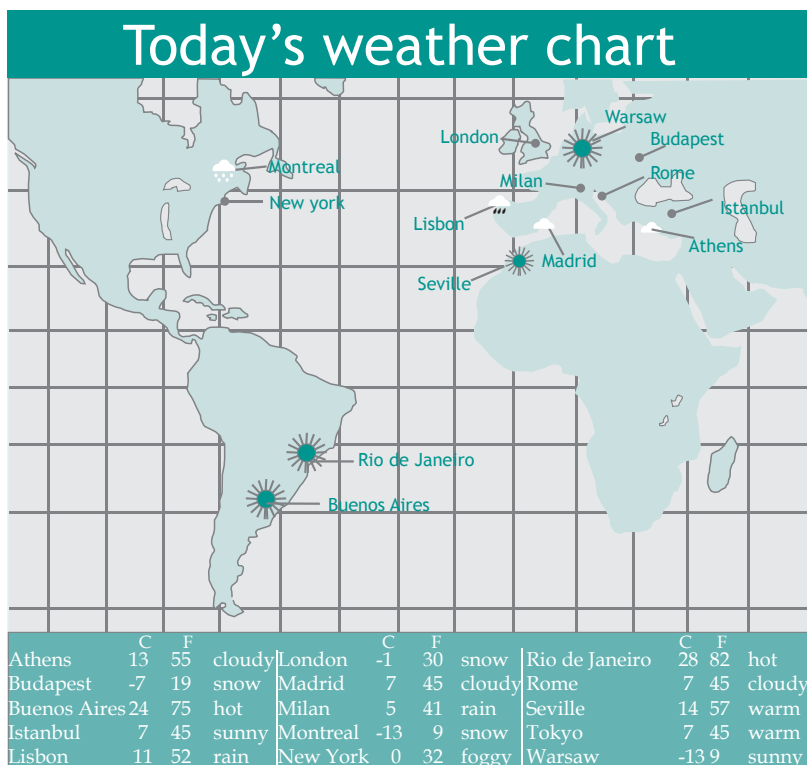 Today's weather chart
Warsaw
London
Budapest
Montreal
Milan
Rome
New york
Istanbul
Lisbon
Athens
Madrid
Seville
Rio de Janeiro
Buenos Aires
C F C F C F
Athens 13 55 cloudy London -1 30 snow Rio de Janeiro 28 82 hot
Budapest -7 19 snow Madrid 7 45 cloudy Rome 7 45 cloudy
Buenos Aires 24 75 hot Milan 5 41 rain Seville 14 57 warm
Istanbul 7 45 sunny Montreal -13 9 snow Tokyo 7 45 warm
Lisbon 11 52 rain New York 0 32 foggy Warsaw -13 9 sunny